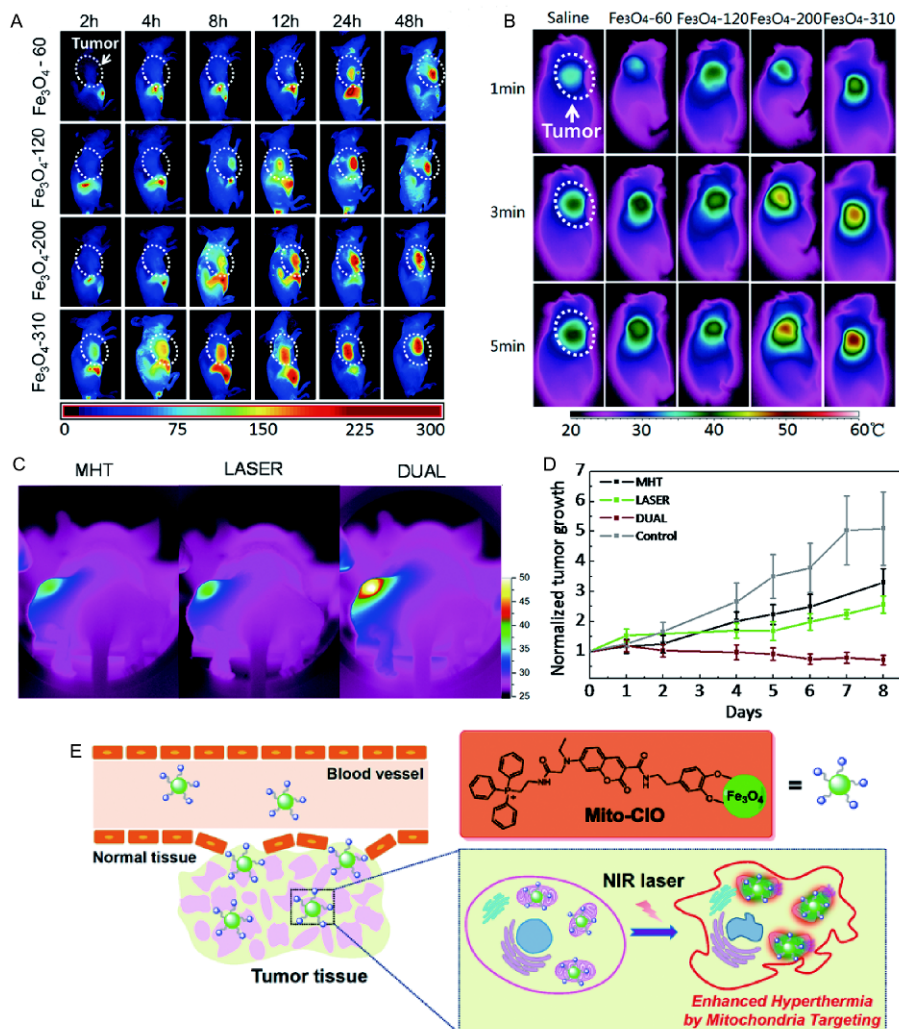 A
2h 4h 8h 12h 24h 48h
Tumor
Fe₃O₄ - 60
Fe₃O₄-120
Fe₃O₄-200
Fe₃O₄-310
0 75 150 225 300
B
Saline Fe₃O₄-60 Fe₃O₄-120 Fe₃O₄-200 Fe₃O₄-310
1min
Tumor
3min
5min
20 30 40 50 60℃
C
MHT LASER DUAL
50
45
40
35
30
25
D
Normalized tumor growth
7
6
5
4
3
2
1
MHT
LASER
DUAL
Control
0 1 2 3 4 5 6 7 8
Days
E
Blood vessel
Normal tissue
Tumor tissue
P
+
N
H
N
O
O
O
O
N
H
O
O
Fe₃O₄
Mito-CIO
=
NIR laser
Enhanced Hyperthermia
by Mitochondria Targeting